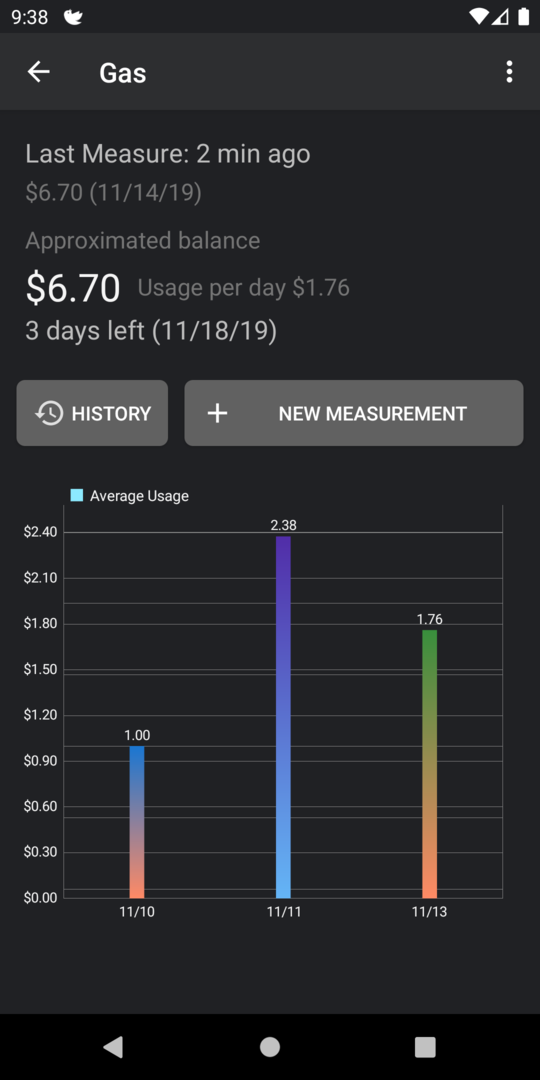 9:38
Gas
Last Measure: 2 min ago
$6.70 (11/14/19)
Approximated balance
$6.70 Usage per day $1.76
3 days left (11/18/19)
HISTORY
NEW MEASUREMENT
Average Usage
$2.40
$2.10
$1.80
$1.50
$1.20
$0.90
$0.60
$0.30
$0.00
1.00
2.38
1.76
11/10
11/11
11/13